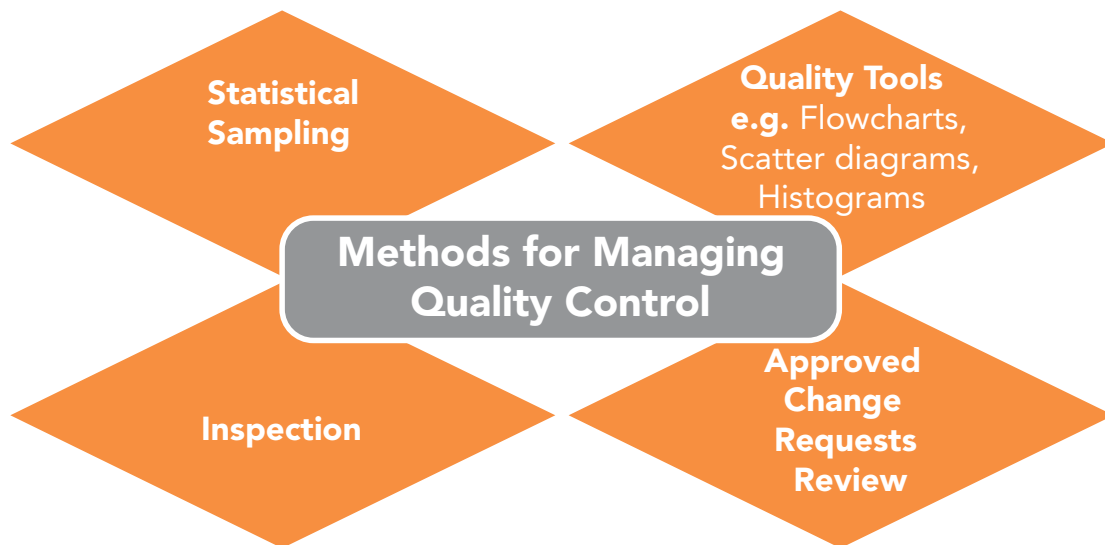 Statistical
Sampling
Quality Tools
e.g. Flowcharts,
Scatter diagrams,
Histograms
Methods for Managing
Quality Control
Inspection
Approved
Change
Requests
Review